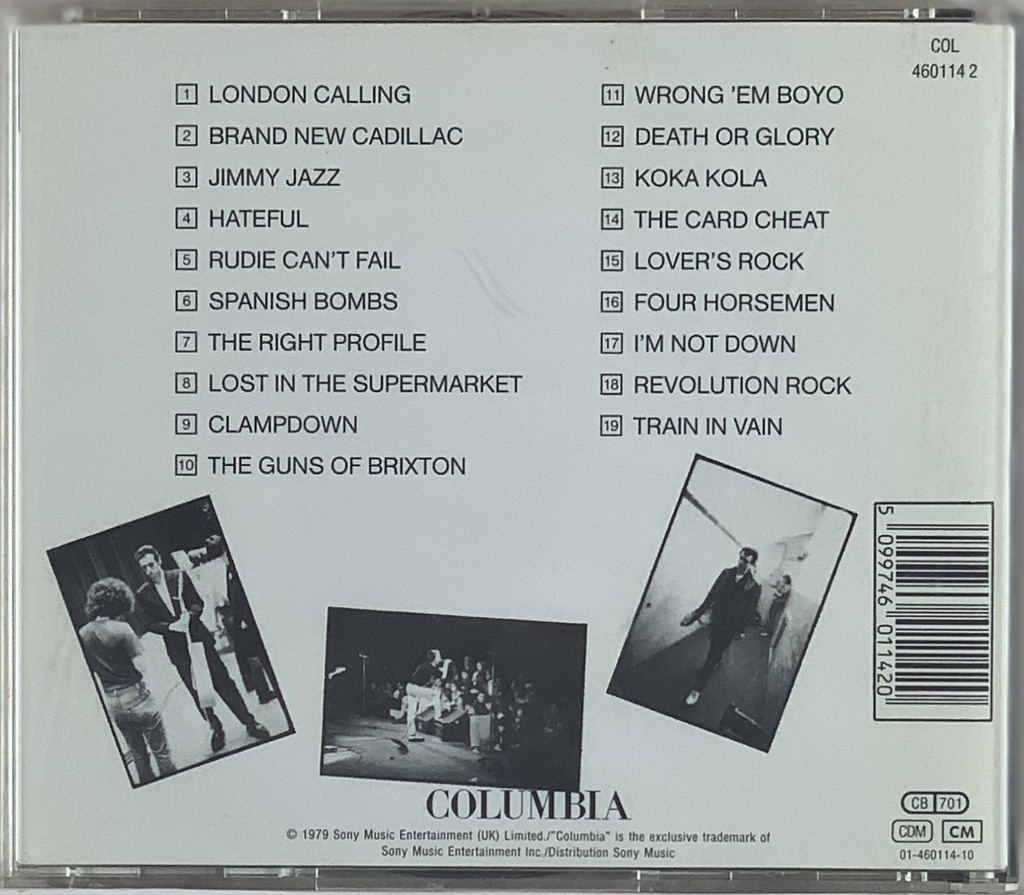 COL
460114 2
1 LONDON CALLING
2 BRAND NEW CADILLAC
3 JIMMY JAZZ
4 HATEFUL
5 RUDIE CAN'T FAIL
6 SPANISH BOMBS
7 THE RIGHT PROFILE
8 LOST IN THE SUPERMARKET
9 CLAMPDOWN
10 THE GUNS OF BRIXTON
11 WRONG 'EM BOYO
12 DEATH OR GLORY
13 KOKA KOLA
14 THE CARD CHEAT
15 LOVER'S ROCK
16 FOUR HORSEMEN
17 I'M NOT DOWN
18 REVOLUTION ROCK
19 TRAIN IN VAIN
5 099746 011420
COLUMBIA
© 1979 Sony Music Entertainment (UK) Limited./"Columbia" is the exclusive trademark of
Sony Music Entertainment Inc./Distribution Sony Music
CB 701
CDM CM
01-460114-10